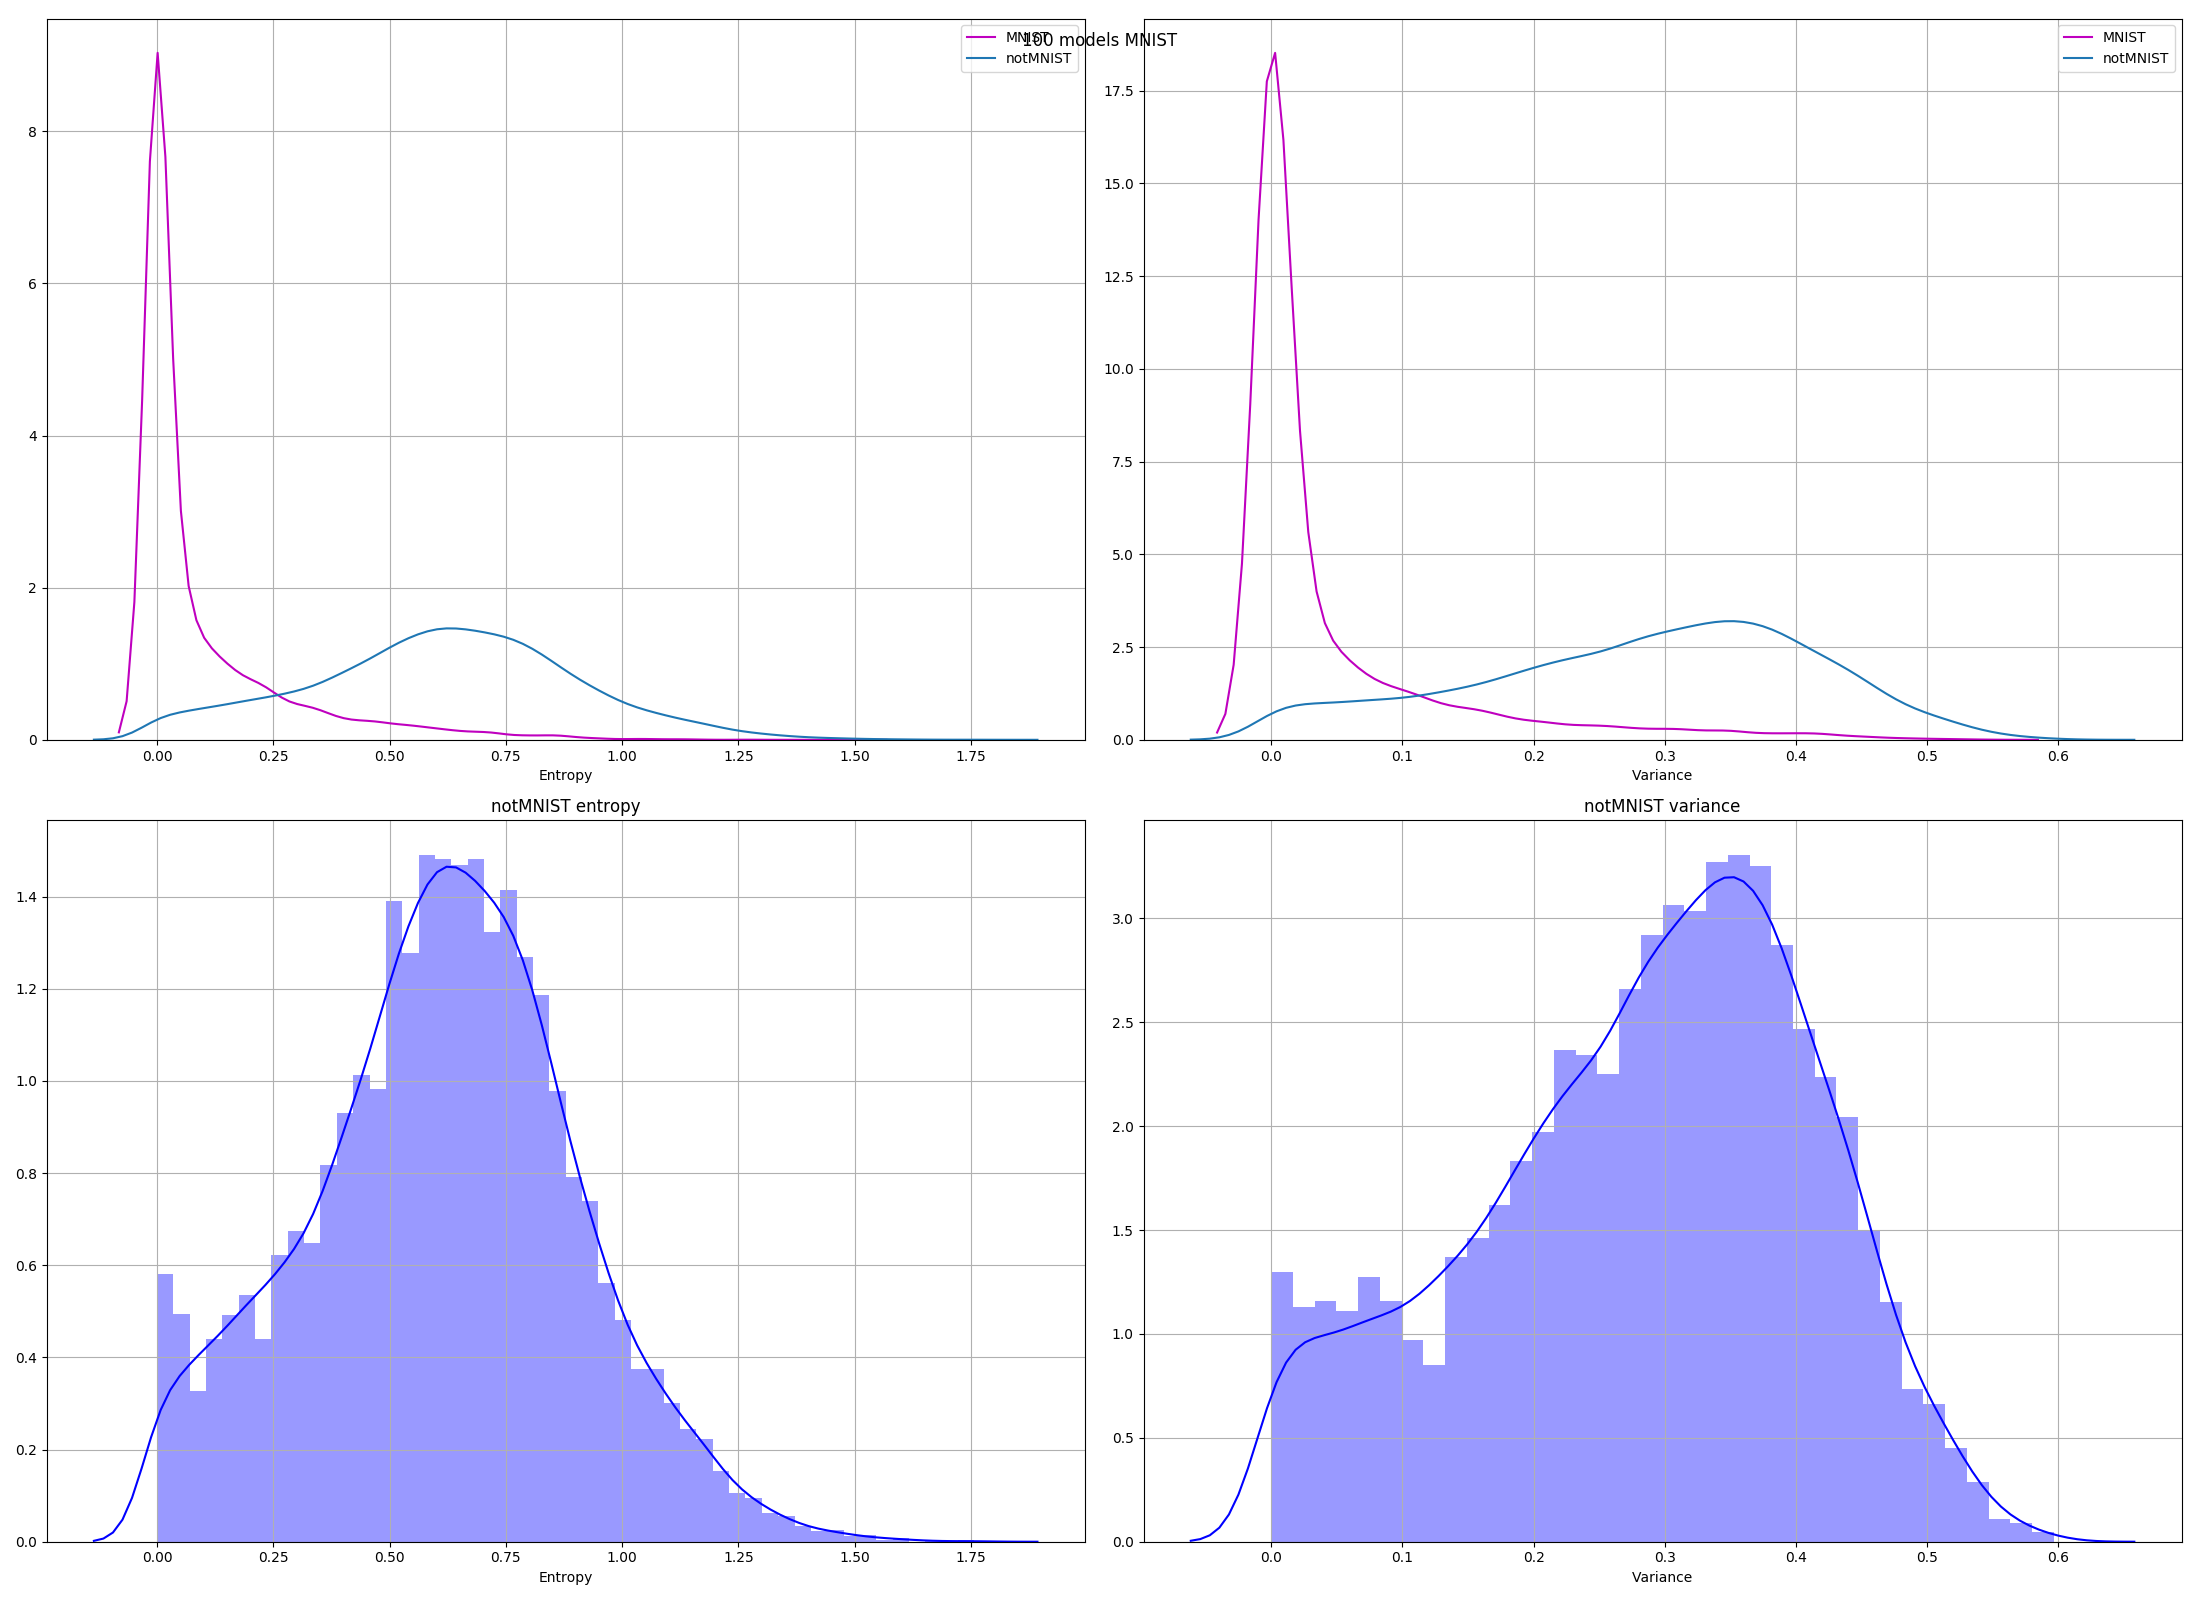 100 models MNIST
MNIST
notMNIST
8
6
4
2
0
0.00 0.25 0.50 0.75 1.00 1.25 1.50 1.75
Entropy
MNIST
notMNIST
17.5
15.0
12.5
10.0
7.5
5.0
2.5
0.0
0.0 0.1 0.2 0.3 0.4 0.5 0.6
Variance
notMNIST entropy
1.4
1.2
1.0
0.8
0.6
0.4
0.2
0.0
0.00 0.25 0.50 0.75 1.00 1.25 1.50 1.75
Entropy
notMNIST variance
3.0
2.5
2.0
1.5
1.0
0.5
0.0
0.0 0.1 0.2 0.3 0.4 0.5 0.6
Variance